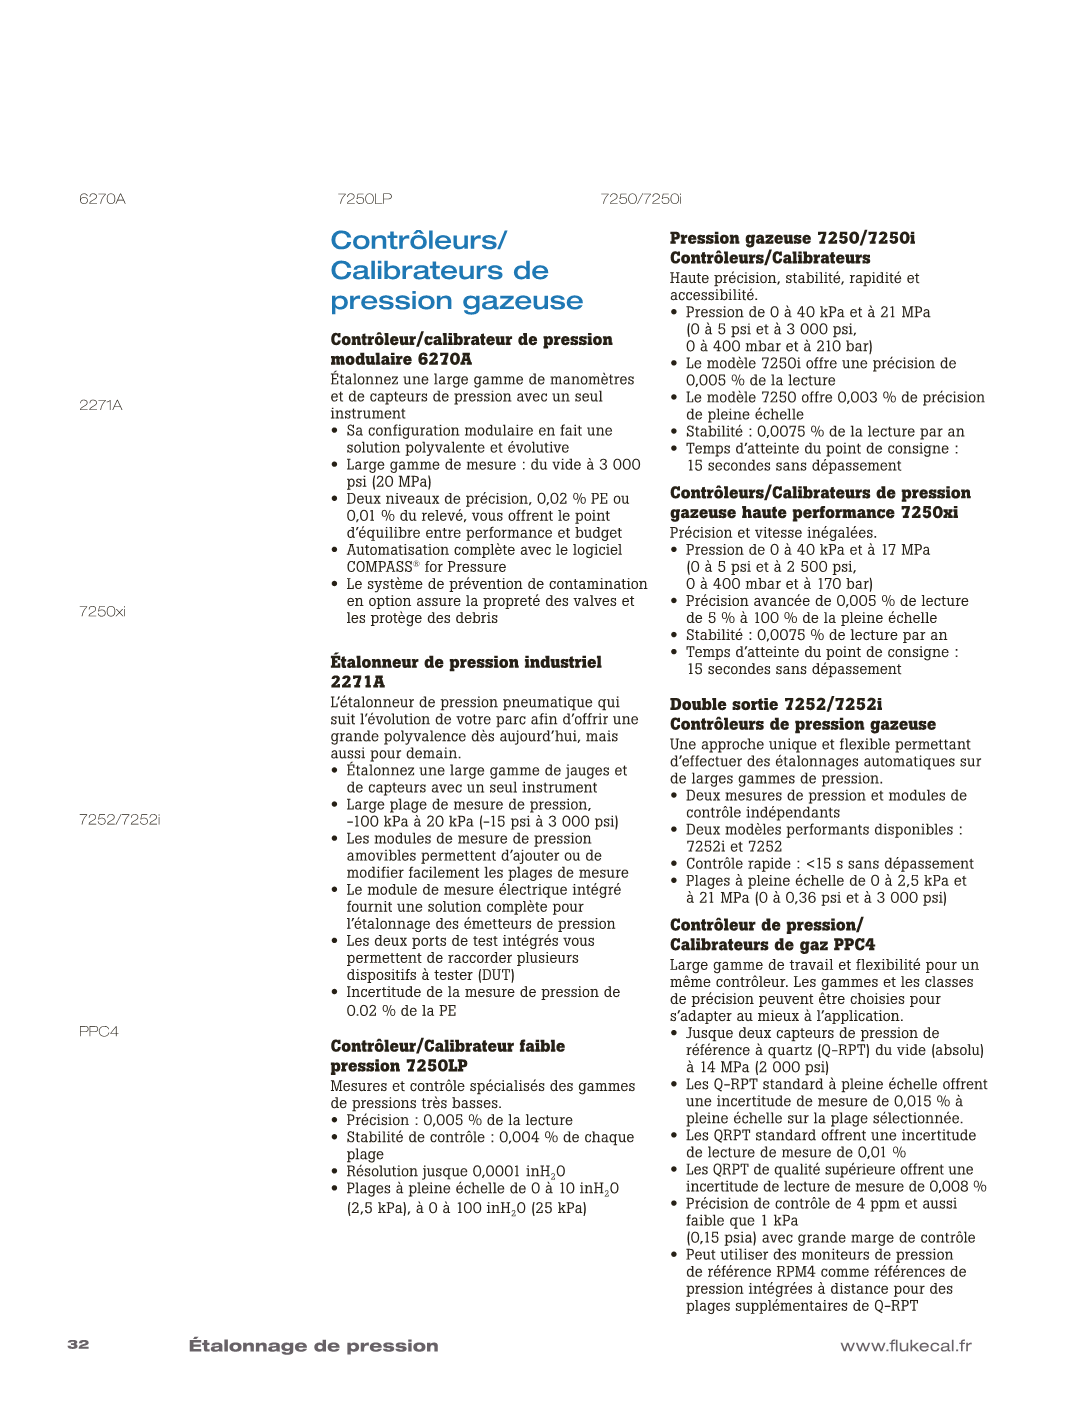 6270A
7250LP
7250/7250i
2271A
7250xi
7252/7252i
PPC4
Contrôleurs/
Calibrateurs de
pression gazeuse
Contrôleur/calibrateur de pression
modulaire 6270A
Étalonnez une large gamme de manomètres
et de capteurs de pression avec un seul
instrument
• Sa configuration modulaire en fait une
solution polyvalente et évolutive
• Large gamme de mesure : du vide à 3 000
psi (20 MPa)
• Deux niveaux de précision, 0,02 % PE ou
0,01 % du relevé, vous offrent le point
d’équilibre entre performance et budget
• Automatisation complète avec le logiciel
COMPASS® for Pressure
• Le système de prévention de contamination
en option assure la propreté des valves et
les protège des debris
Étalonneur de pression industriel
2271A
L’étalonneur de pression pneumatique qui
suit l’évolution de votre parc afin d’offrir une
grande polyvalence dès aujourd’hui, mais
aussi pour demain.
• Étalonnez une large gamme de jauges et
de capteurs avec un seul instrument
• Large plage de mesure de pression,
-100 kPa à 20 kPa (-15 psi à 3 000 psi)
• Les modules de mesure de pression
amovibles permettent d’ajouter ou de
modifier facilement les plages de mesure
• Le module de mesure électrique intégré
fournit une solution complète pour
l’étalonnage des émetteurs de pression
• Les deux ports de test intégrés vous
permettent de raccorder plusieurs
dispositifs à tester (DUT)
• Incertitude de la mesure de pression de
0.02 % de la PE
Contrôleur/Calibrateur faible
pression 7250LP
Mesures et contrôle spécialisés des gammes
de pressions très basses.
• Précision : 0,005 % de la lecture
• Stabilité de contrôle : 0,004 % de chaque
plage
• Résolution jusque 0,0001 inH₂0
• Plages à pleine échelle de 0 à 10 inH₂0
(2,5 kPa), à 0 à 100 inH₂0 (25 kPa)
Pression gazeuse 7250/7250i
Contrôleurs/Calibrateurs
Haute précision, stabilité, rapidité et
accessibilité.
• Pression de 0 à 40 kPa et à 21 MPa
(0 à 5 psi et à 3 000 psi,
0 à 400 mbar et à 210 bar)
• Le modèle 7250i offre une précision de
0,005 % de la lecture
• Le modèle 7250 offre 0,003 % de précision
de pleine échelle
• Stabilité : 0,0075 % de la lecture par an
• Temps d’atteinte du point de consigne :
15 secondes sans dépassement
Contrôleurs/Calibrateurs de pression
gazeuse haute performance 7250xi
Précision et vitesse inégalées.
• Pression de 0 à 40 kPa et à 17 MPa
(0 à 5 psi et à 2 500 psi,
0 à 400 mbar et à 170 bar)
• Précision avancée de 0,005 % de lecture
de 5 % à 100 % de la pleine échelle
• Stabilité : 0,0075 % de lecture par an
• Temps d’atteinte du point de consigne :
15 secondes sans dépassement
Double sortie 7252/7252i
Contrôleurs de pression gazeuse
Une approche unique et flexible permettant
d’effectuer des étalonnages automatiques sur
de larges gammes de pression.
• Deux mesures de pression et modules de
contrôle indépendants
• Deux modèles performants disponibles :
7252i et 7252
• Contrôle rapide : <15 s sans dépassement
• Plages à pleine échelle de 0 à 2,5 kPa et
à 21 MPa (0 à 0,36 psi et à 3 000 psi)
Contrôleur de pression/
Calibrateurs de gaz PPC4
Large gamme de travail et flexibilité pour un
même contrôleur. Les gammes et les classes
de précision peuvent être choisies pour
s’adapter au mieux à l’application.
• Jusque deux capteurs de pression de
référence à quartz (Q-RPT) du vide (absolu)
à 14 MPa (2 000 psi)
• Les Q-RPT standard à pleine échelle offrent
une incertitude de mesure de 0,015 % à
pleine échelle sur la plage sélectionnée.
• Les QRPT standard offrent une incertitude
de lecture de mesure de 0,01 %
• Les QRPT de qualité supérieure offrent une
incertitude de lecture de mesure de 0,008 %
• Précision de contrôle de 4 ppm et aussi
faible que 1 kPa
(0,15 psia) avec grande marge de contrôle
• Peut utiliser des moniteurs de pression
de référence RPM4 comme références de
pression intégrées à distance pour des
plages supplémentaires de Q-RPT
32
Étalonnage de pression
www.flukecal.fr